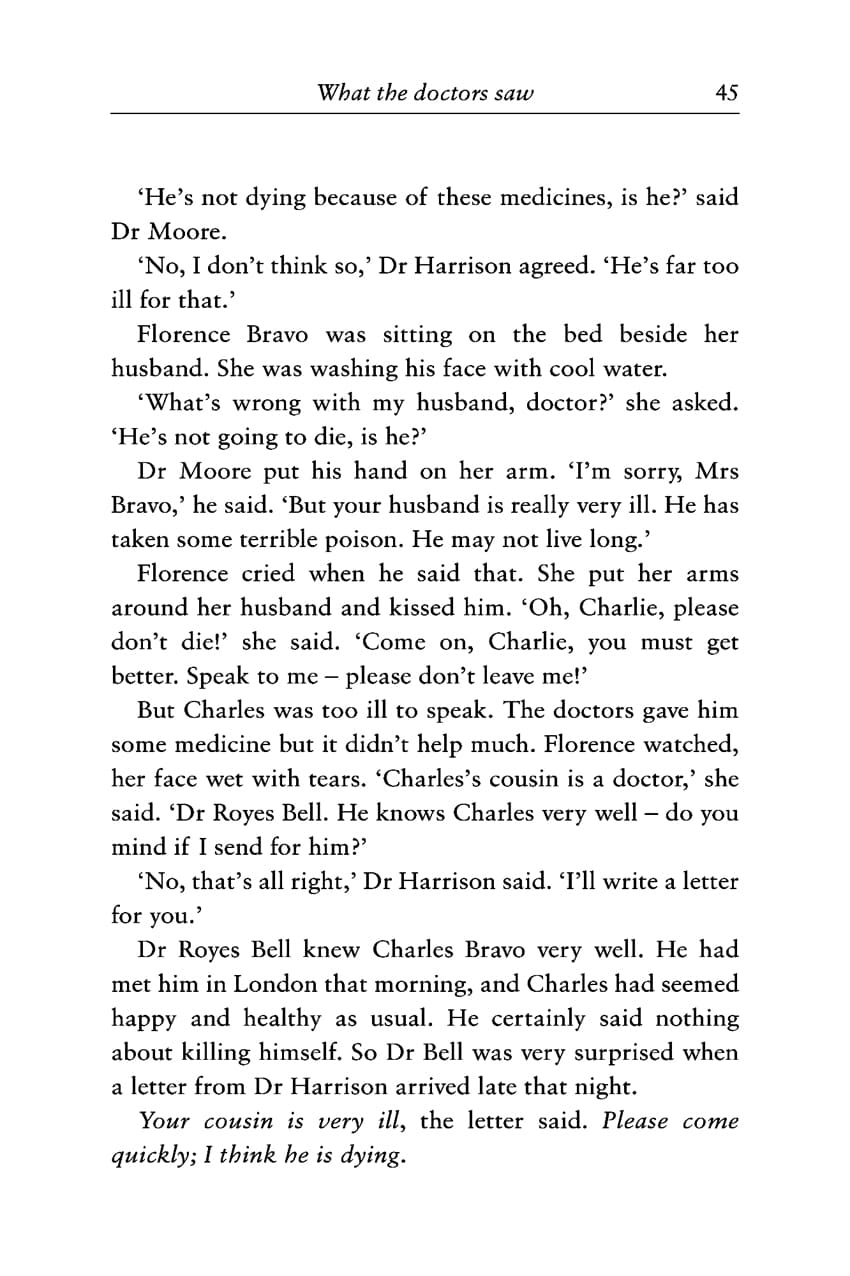 What the doctors saw 45
‘He’s not dying because of these medicines, is he?’ said
Dr Moore.
‘No, I don’t think so,’ Dr Harrison agreed. ‘He’s far too
ill for that.’
Florence Bravo was sitting on the bed beside her
husband. She was washing his face with cool water.
‘What’s wrong with my husband, doctor?’ she asked.
‘He’s not going to die, is he?’
Dr Moore put his hand on her arm. ‘I’m sorry, Mrs
Bravo,’ he said. ‘But your husband is really very ill. He has
taken some terrible poison. He may not live long.’
Florence cried when he said that. She put her arms
around her husband and kissed him. ‘Oh, Charlie, please
don’t die!’ she said. ‘Come on, Charlie, you must get
better. Speak to me – please don’t leave me!’
But Charles was too ill to speak. The doctors gave him
some medicine but it didn’t help much. Florence watched,
her face wet with tears. ‘Charles’s cousin is a doctor,’ she
said. ‘Dr Royes Bell. He knows Charles very well – do you
mind if I send for him?’
‘No, that’s all right,’ Dr Harrison said. ‘I’ll write a letter
for you.’
Dr Royes Bell knew Charles Bravo very well. He had
met him in London that morning, and Charles had seemed
happy and healthy as usual. He certainly said nothing
about killing himself. So Dr Bell was very surprised when
a letter from Dr Harrison arrived late that night.
Your cousin is very ill, the letter said. Please come
quickly; I think he is dying.